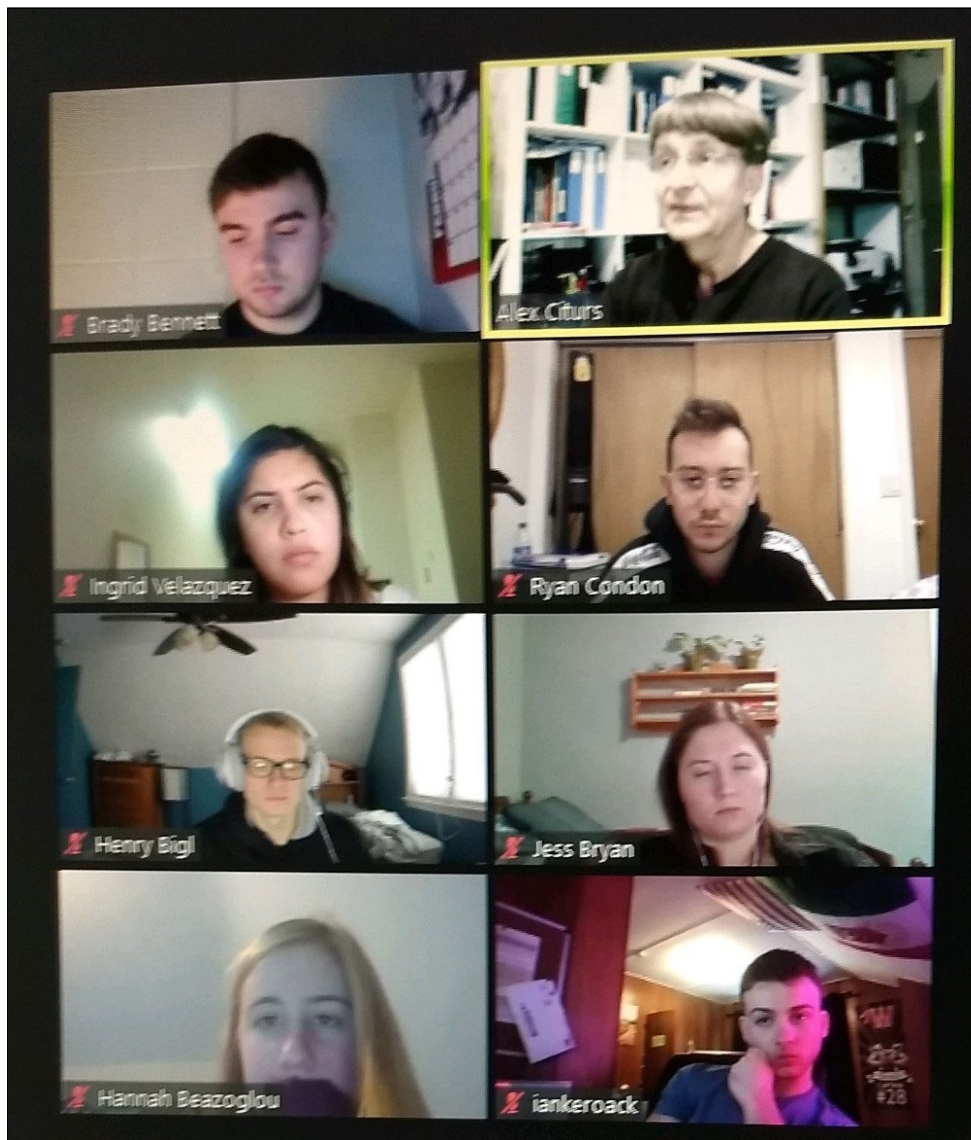 Brady Bennett
Alex Citurs
Ingrid Velazquez
Ryan Condon
Henry Bigl
Jess Bryan
Hannah Beazoglou
iankeroack
W
#28